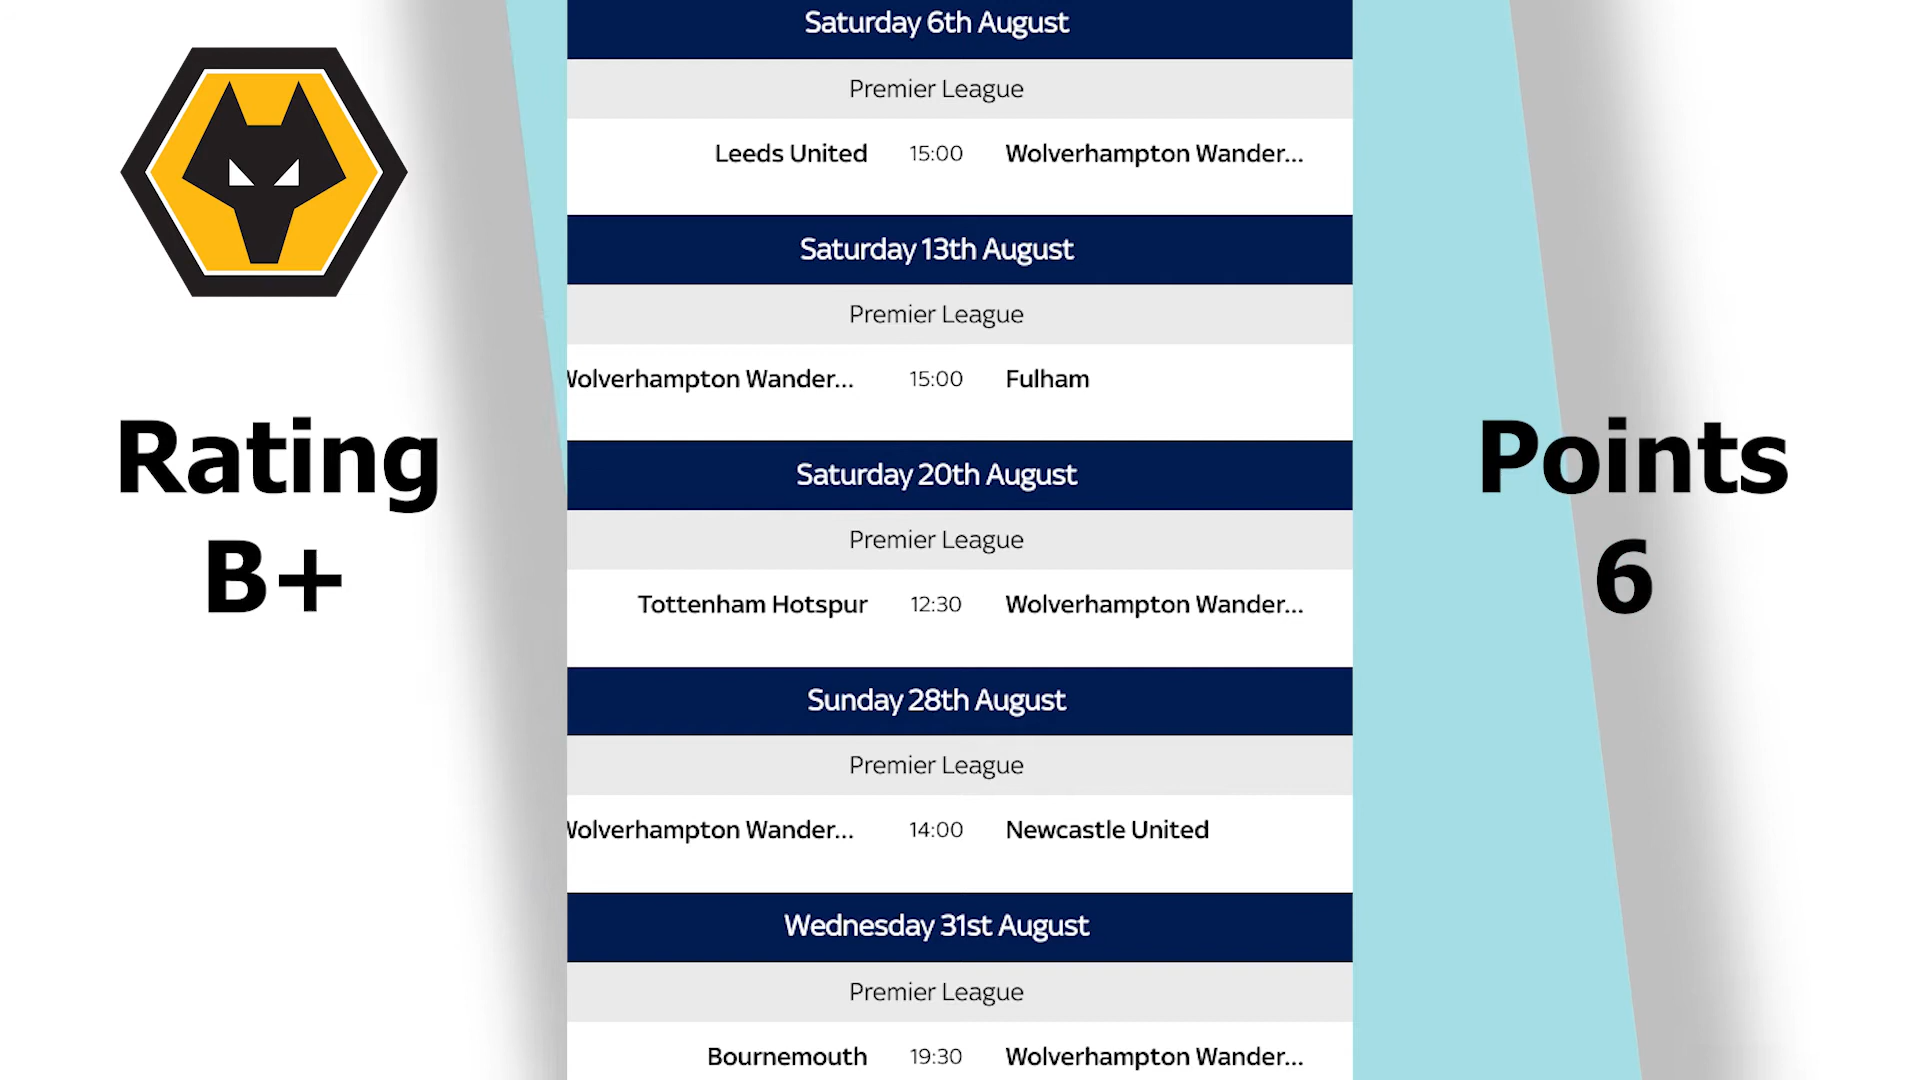 Saturday 6th August
Premier League
Leeds United 15:00 Wolverhampton Wander...
Saturday 13th August
Premier League
Wolverhampton Wander... 15:00 Fulham
Saturday 20th August
Premier League
Tottenham Hotspur 12:30 Wolverhampton Wander...
Sunday 28th August
Premier League
Wolverhampton Wander... 14:00 Newcastle United
Wednesday 31st August
Premier League
Bournemouth 19:30 Wolverhampton Wander...
Rating
B+
Points
6